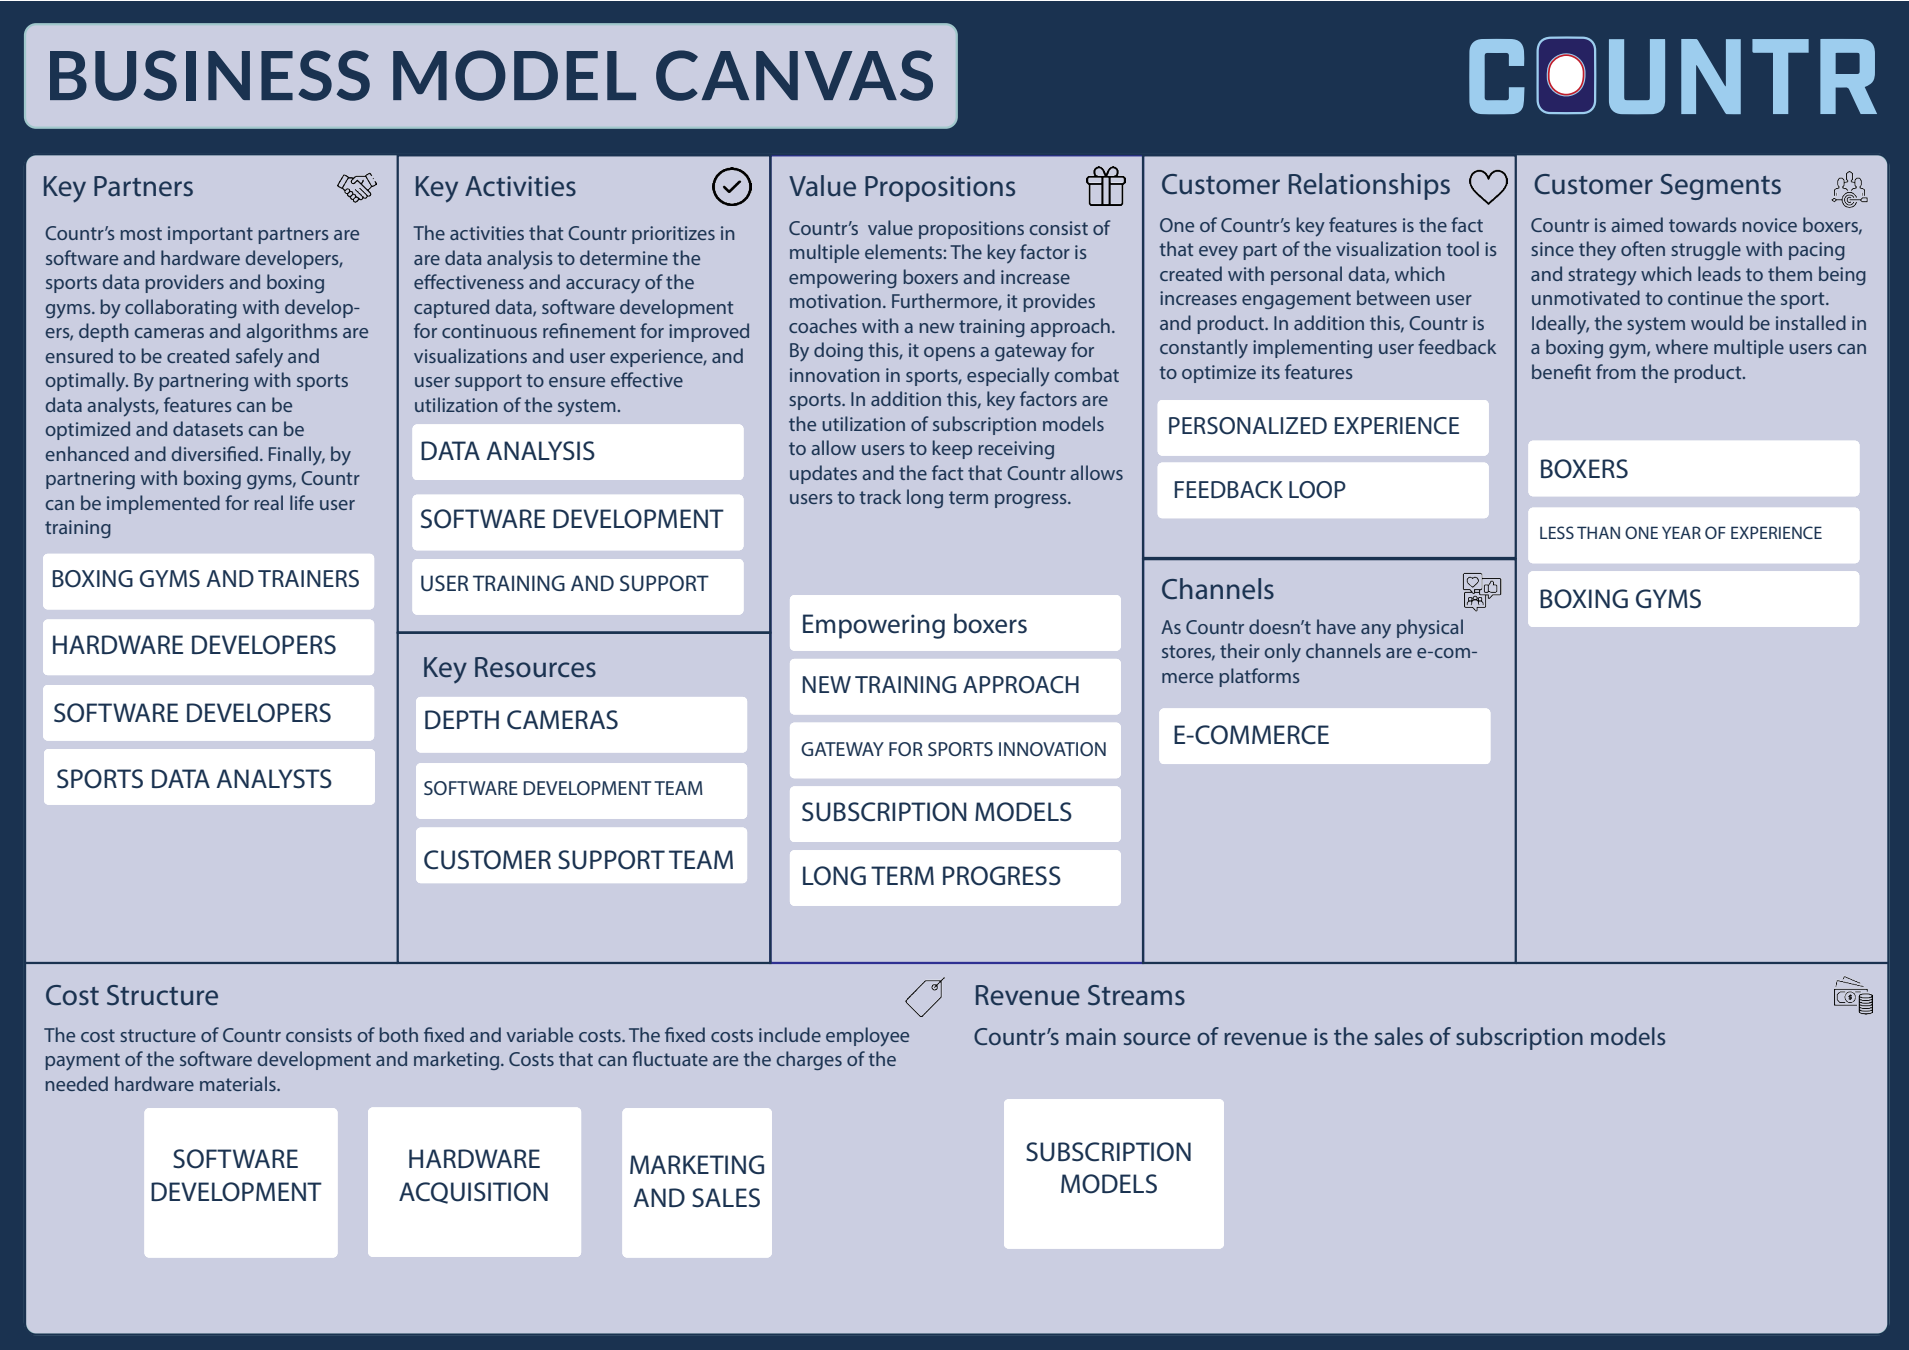 BUSINESS MODEL CANVAS
COUNTR
Key Partners
Countr's most important partners are
software and hardware developers,
sports data providers and boxing
gyms. by collaborating with develop-
ers, depth cameras and algorithms are
ensured to be created safely and
optimally. By partnering with sports
data analysts, features can be
optimized and datasets can be
enhanced and diversified. Finally, by
partnering with boxing gyms, Countr
can be implemented for real life user
training
BOXING GYMS AND TRAINERS
HARDWARE DEVELOPERS
SOFTWARE DEVELOPERS
SPORTS DATA ANALYSTS
Key Activities
The activities that Countr prioritizes in
are data analysis to determine the
effectiveness and accuracy of the
captured data, software development
for continuous refinement for improved
visualizations and user experience, and
user support to ensure effective
utilization of the system.
DATA ANALYSIS
SOFTWARE DEVELOPMENT
USER TRAINING AND SUPPORT
Key Resources
DEPTH CAMERAS
SOFTWARE DEVELOPMENT TEAM
CUSTOMER SUPPORT TEAM
Value Propositions
Countr's  value propositions consist of
multiple elements: The key factor is
empowering boxers and increase
motivation. Furthermore, it provides
coaches with a new training approach.
By doing this, it opens a gateway for
innovation in sports, especially combat
sports. In addition this, key factors are
the utilization of subscription models
to allow users to keep receiving
updates and the fact that Countr allows
users to track long term progress.
Empowering boxers
NEW TRAINING APPROACH
GATEWAY FOR SPORTS INNOVATION
SUBSCRIPTION MODELS
LONG TERM PROGRESS
Customer Relationships
One of Countr's key features is the fact
that evey part of the visualization tool is
created with personal data, which
increases engagement between user
and product. In addition this, Countr is
constantly implementing user feedback
to optimize its features
PERSONALIZED EXPERIENCE
FEEDBACK LOOP
Channels
As Countr doesn't have any physical
stores, their only channels are e-com-
merce platforms
E-COMMERCE
Customer Segments
Countr is aimed towards novice boxers,
since they often struggle with pacing
and strategy which leads to them being
unmotivated to continue the sport.
Ideally, the system would be installed in
a boxing gym, where multiple users can
benefit from the product.
BOXERS
LESS THAN ONE YEAR OF EXPERIENCE
BOXING GYMS
Cost Structure
The cost structure of Countr consists of both fixed and variable costs. The fixed costs include employee
payment of the software development and marketing. Costs that can fluctuate are the charges of the
needed hardware materials.
SOFTWARE
DEVELOPMENT
HARDWARE
ACQUISITION
MARKETING
AND SALES
Revenue Streams
Countr's main source of revenue is the sales of subscription models
SUBSCRIPTION
MODELS